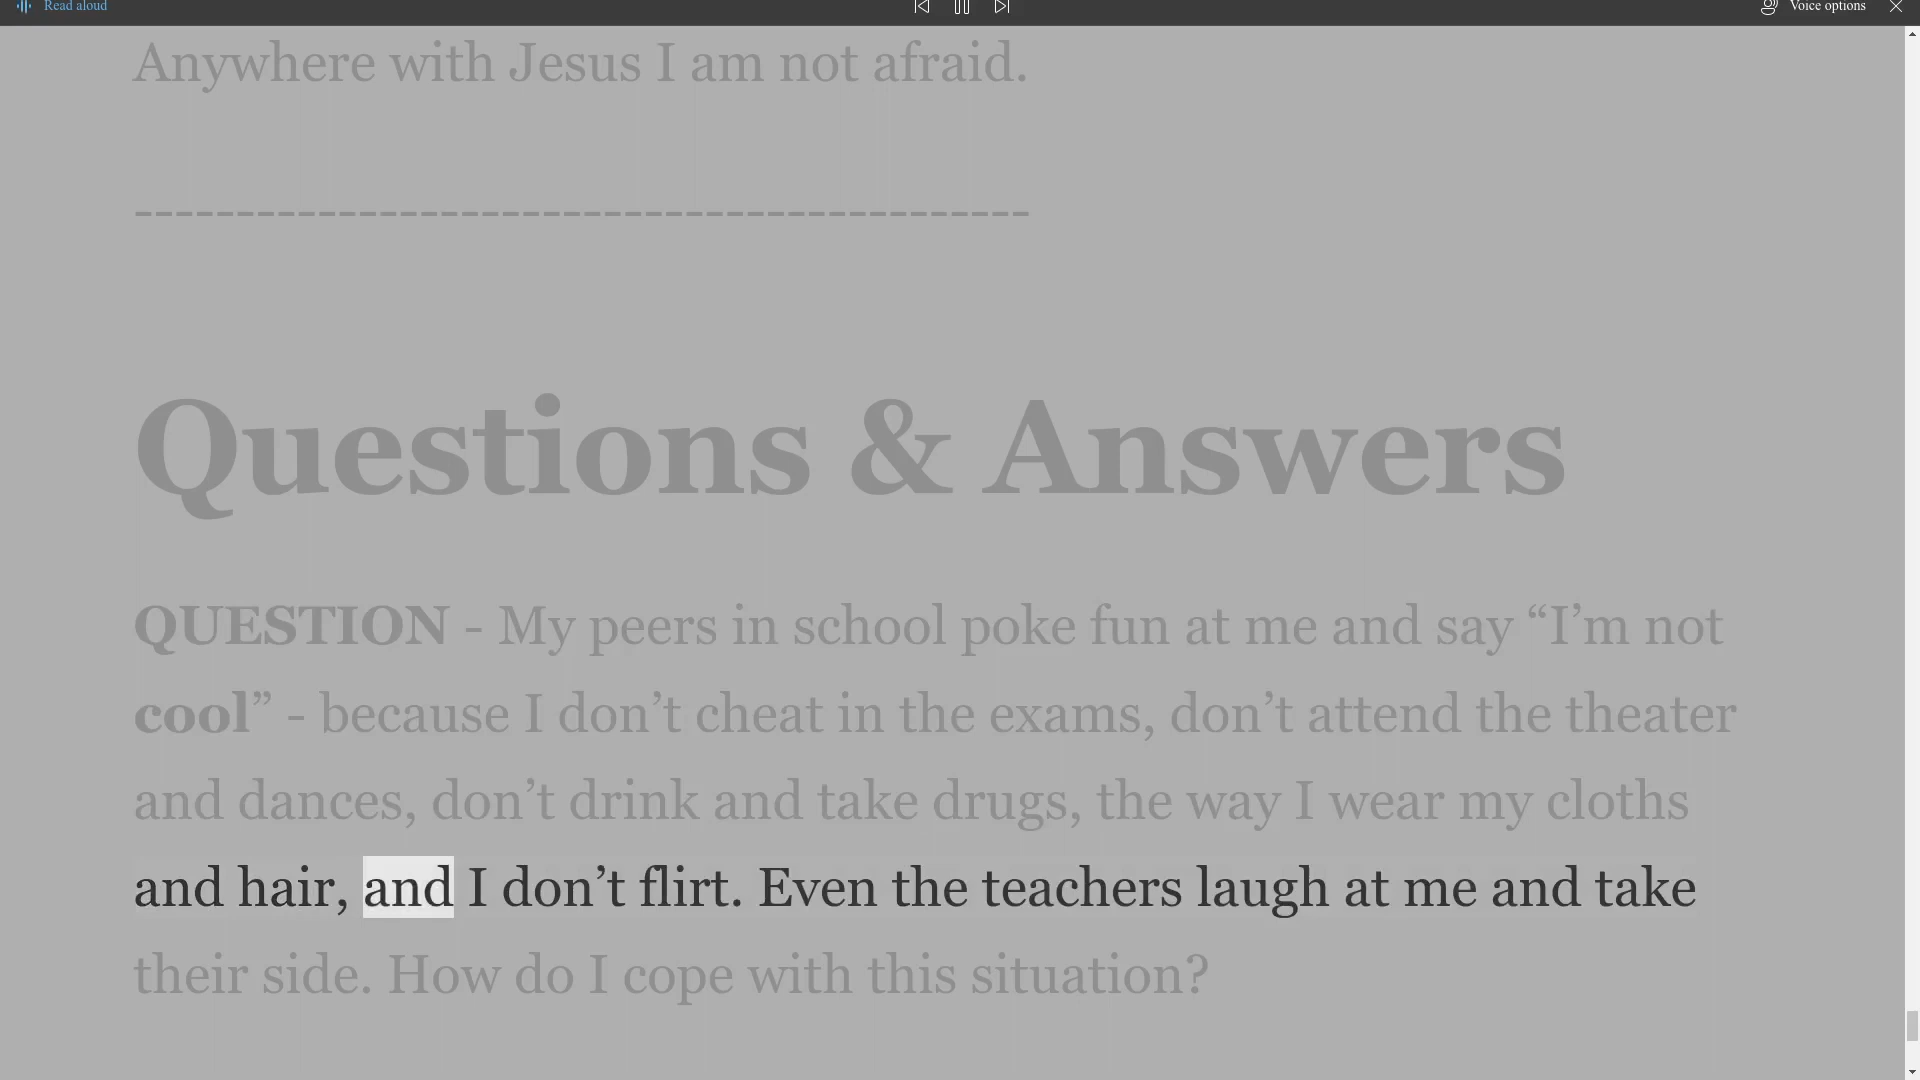 Read aloud
Voice options
Anywhere with Jesus I am not afraid.
--------------------------------------------
Questions & Answers
QUESTION - My peers in school poke fun at me and say “I’m not
cool” - because I don’t cheat in the exams, don’t attend the theater
and dances, don’t drink and take drugs, the way I wear my cloths
and hair, and I don’t flirt. Even the teachers laugh at me and take
their side. How do I cope with this situation?